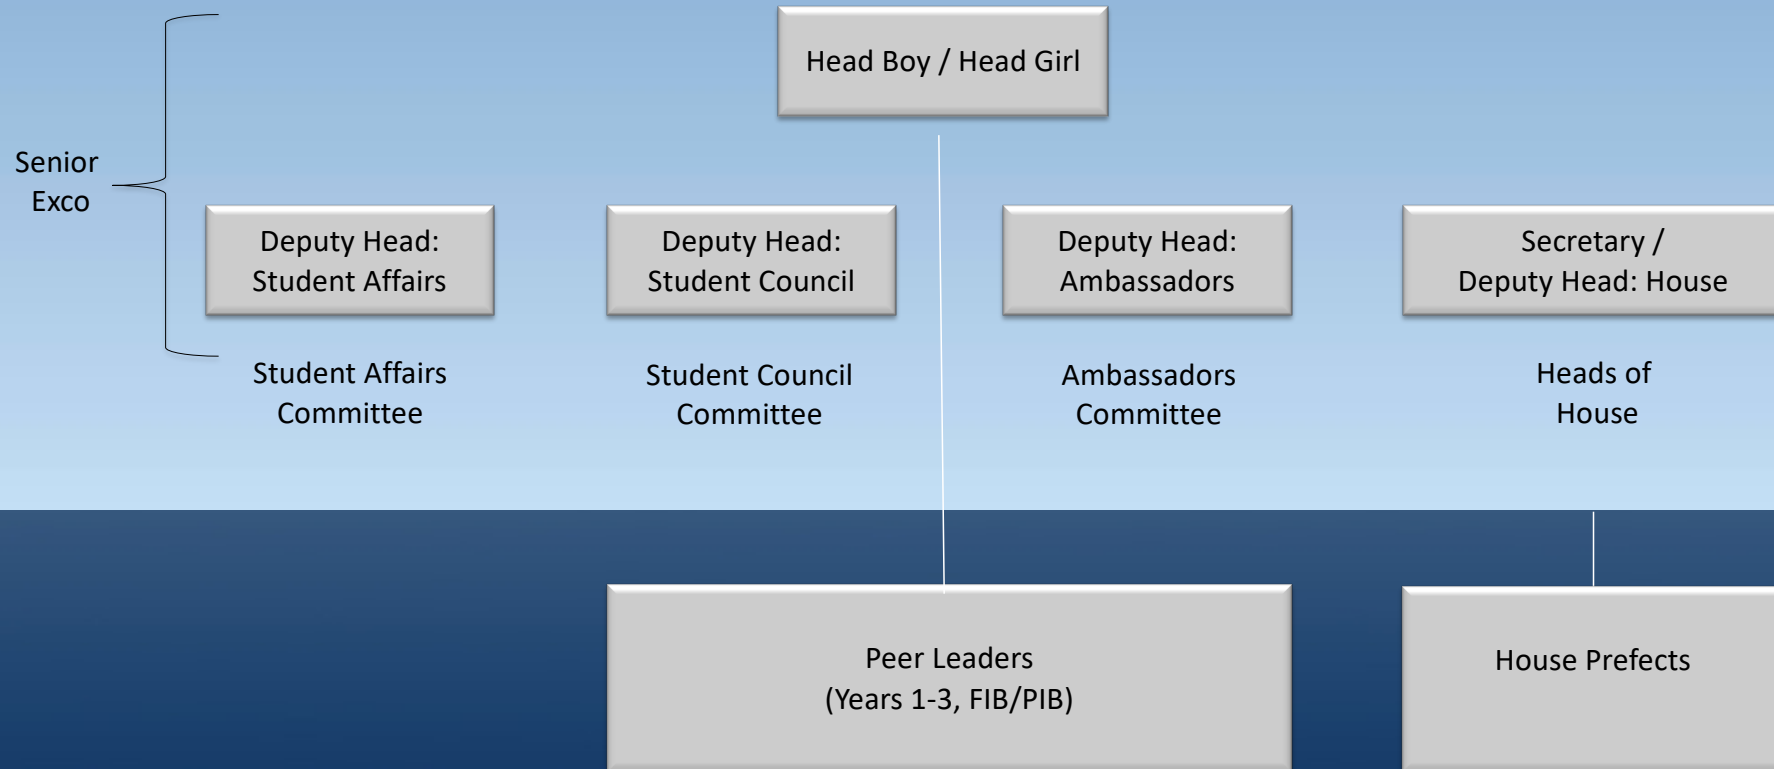 Head Boy / Head Girl
Senior
Exco
Deputy Head:
Student Affairs
Deputy Head:
Student Council
Deputy Head:
Ambassadors
Secretary /
Deputy Head: House
Student Affairs
Committee
Student Council
Committee
Ambassadors
Committee
Heads of
House
Peer Leaders
(Years 1-3, FIB/PIB)
House Prefects